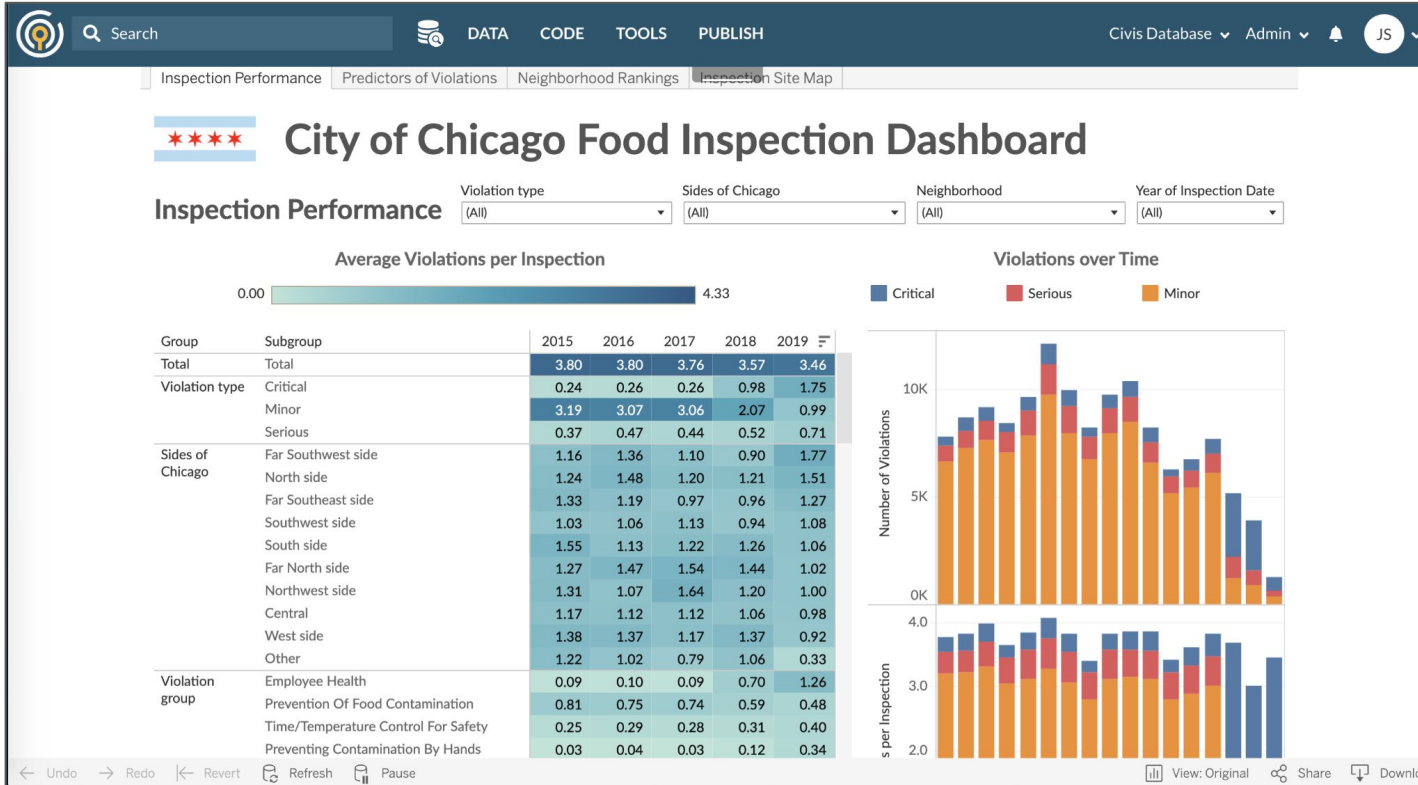 Search DATA CODE TOOLS PUBLISH Civis Database Admin JS
Inspection Performance Predictors of Violations Neighborhood Rankings Inspection Site Map
City of Chicago Food Inspection Dashboard
Inspection Performance
Violation type Sides of Chicago Neighborhood Year of Inspection Date
(All) (All) (All) (All)
Average Violations per Inspection
0.00 4.33
Group Subgroup 2015 2016 2017 2018 2019
Total Total 3.80 3.80 3.76 3.57 3.46
Violation type Critical 0.24 0.26 0.26 0.98 1.75
Minor 3.19 3.07 3.06 2.07 0.99
Serious 0.37 0.47 0.44 0.52 0.71
Sides of Chicago Far Southwest side 1.16 1.36 1.10 0.90 1.77
North side 1.24 1.48 1.20 1.21 1.51
Far Southeast side 1.33 1.19 0.97 0.96 1.27
Southwest side 1.03 1.06 1.13 0.94 1.08
South side 1.55 1.13 1.22 1.26 1.06
Far North side 1.27 1.47 1.54 1.44 1.02
Northwest side 1.31 1.07 1.64 1.20 1.00
Central 1.17 1.12 1.12 1.06 0.98
West side 1.38 1.37 1.17 1.37 0.92
Other 1.22 1.02 0.79 1.06 0.33
Violation group Employee Health 0.09 0.10 0.09 0.70 1.26
Prevention Of Food Contamination 0.81 0.75 0.74 0.59 0.48
Time/Temperature Control For Safety 0.25 0.29 0.28 0.31 0.40
Preventing Contamination By Hands 0.03 0.04 0.03 0.12 0.34
Violations over Time
Critical Serious Minor
Number of Violations
10K
5K
0K
per Inspection
4.0
3.0
2.0
Undo Redo Revert Refresh Pause View: Original Share